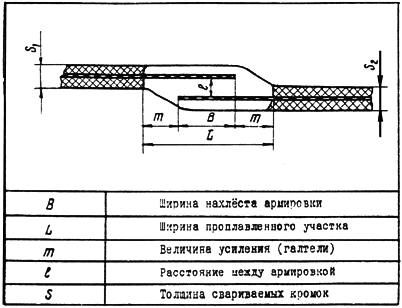 S₁
S₂
ℓ
m B m
L
B Ширина нахлёста армировки
L Ширина проплавленного участка
m Величина усиления (галтели)
ℓ Расстояние между армировкой
S Толщина свариваемых кромок